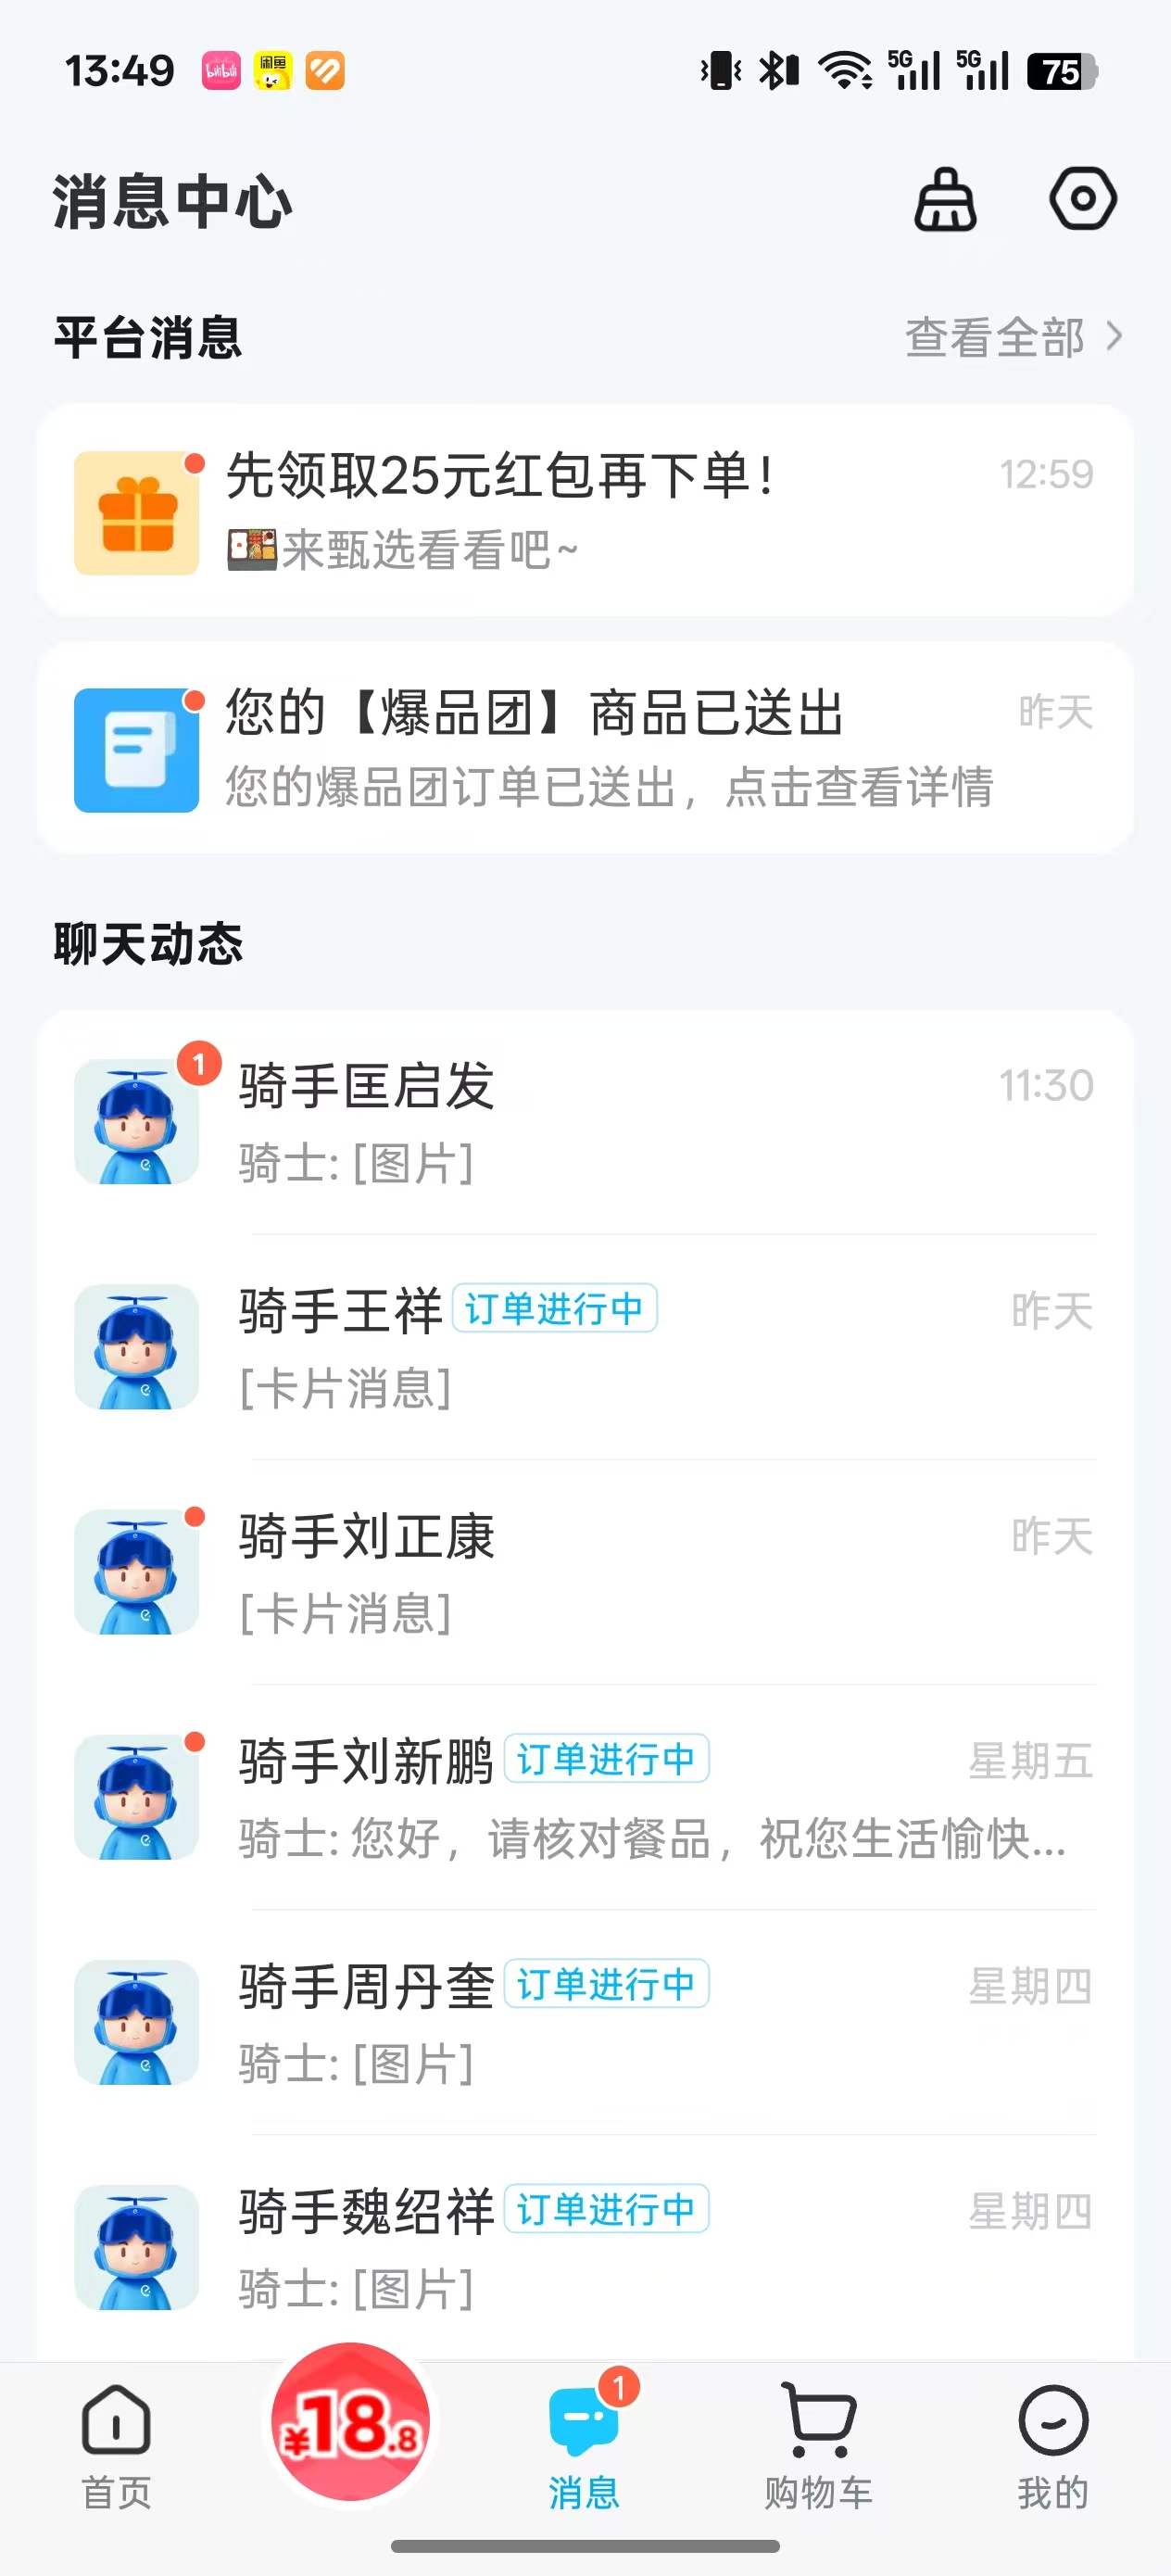 13:49
bilibili
闲鱼
5G
5G
75
消息中心
平台消息
查看全部
先领取25元红包再下单！
12:59
🍱来甄选看看吧~
您的【爆品团】商品已送出
昨天
您的爆品团订单已送出，点击查看详情
聊天动态
1
骑手匡启发
11:30
骑士: [图片]
骑手王祥
订单进行中
昨天
[卡片消息]
骑手刘正康
昨天
[卡片消息]
骑手刘新鹏
订单进行中
星期五
骑士: 您好，请核对餐品，祝您生活愉快...
骑手周丹奎
订单进行中
星期四
骑士: [图片]
骑手魏绍祥
订单进行中
星期四
骑士: [图片]
¥18.8
1
首页
消息
购物车
我的